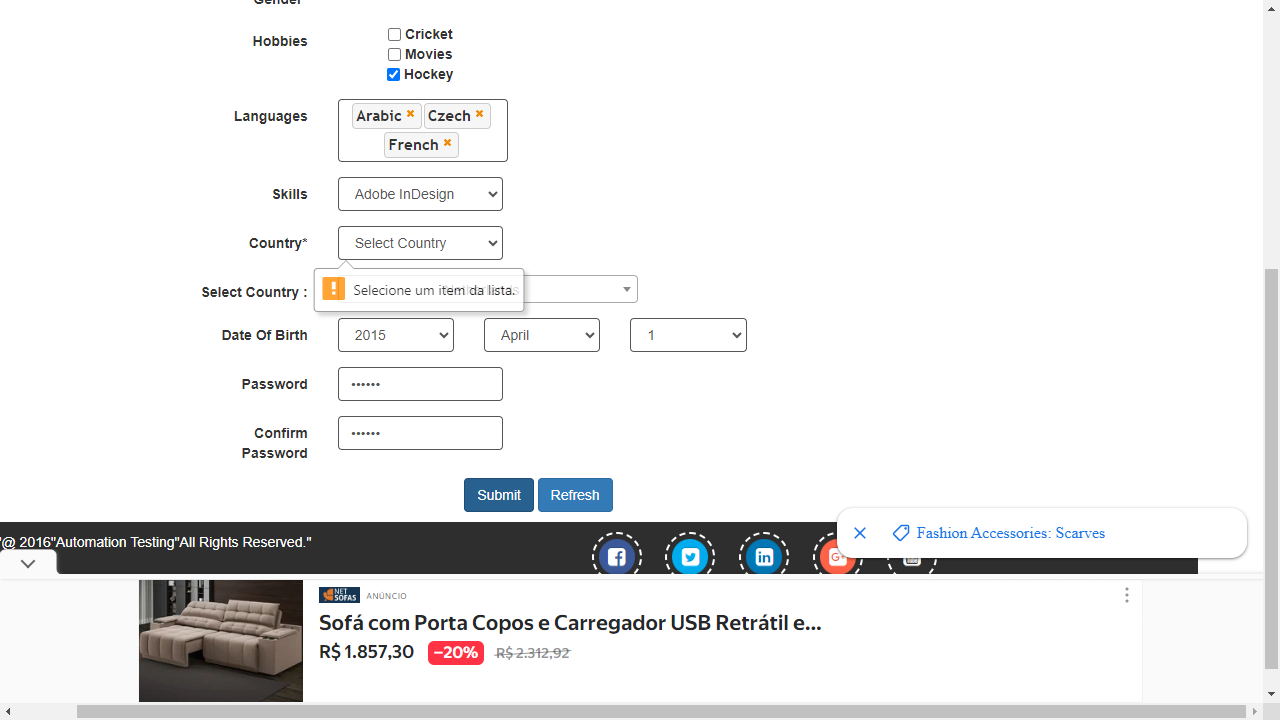 Gender
Hobbies
Cricket
Movies
Hockey
Languages
Arabic
Czech
French
Skills
Adobe InDesign
Country*
Select Country
Selecione um item da lista.
Select Country :
Date Of Birth
2015
April
1
Password
••••••
Confirm
Password
••••••
Submit
Refresh
@ 2016"Automation Testing"All Rights Reserved."
Fashion Accessories: Scarves
NET
SOFAS
ANÚNCIO
Sofá com Porta Copos e Carregador USB Retrátil e...
R$ 1.857,30
−20%
R$ 2.312,92